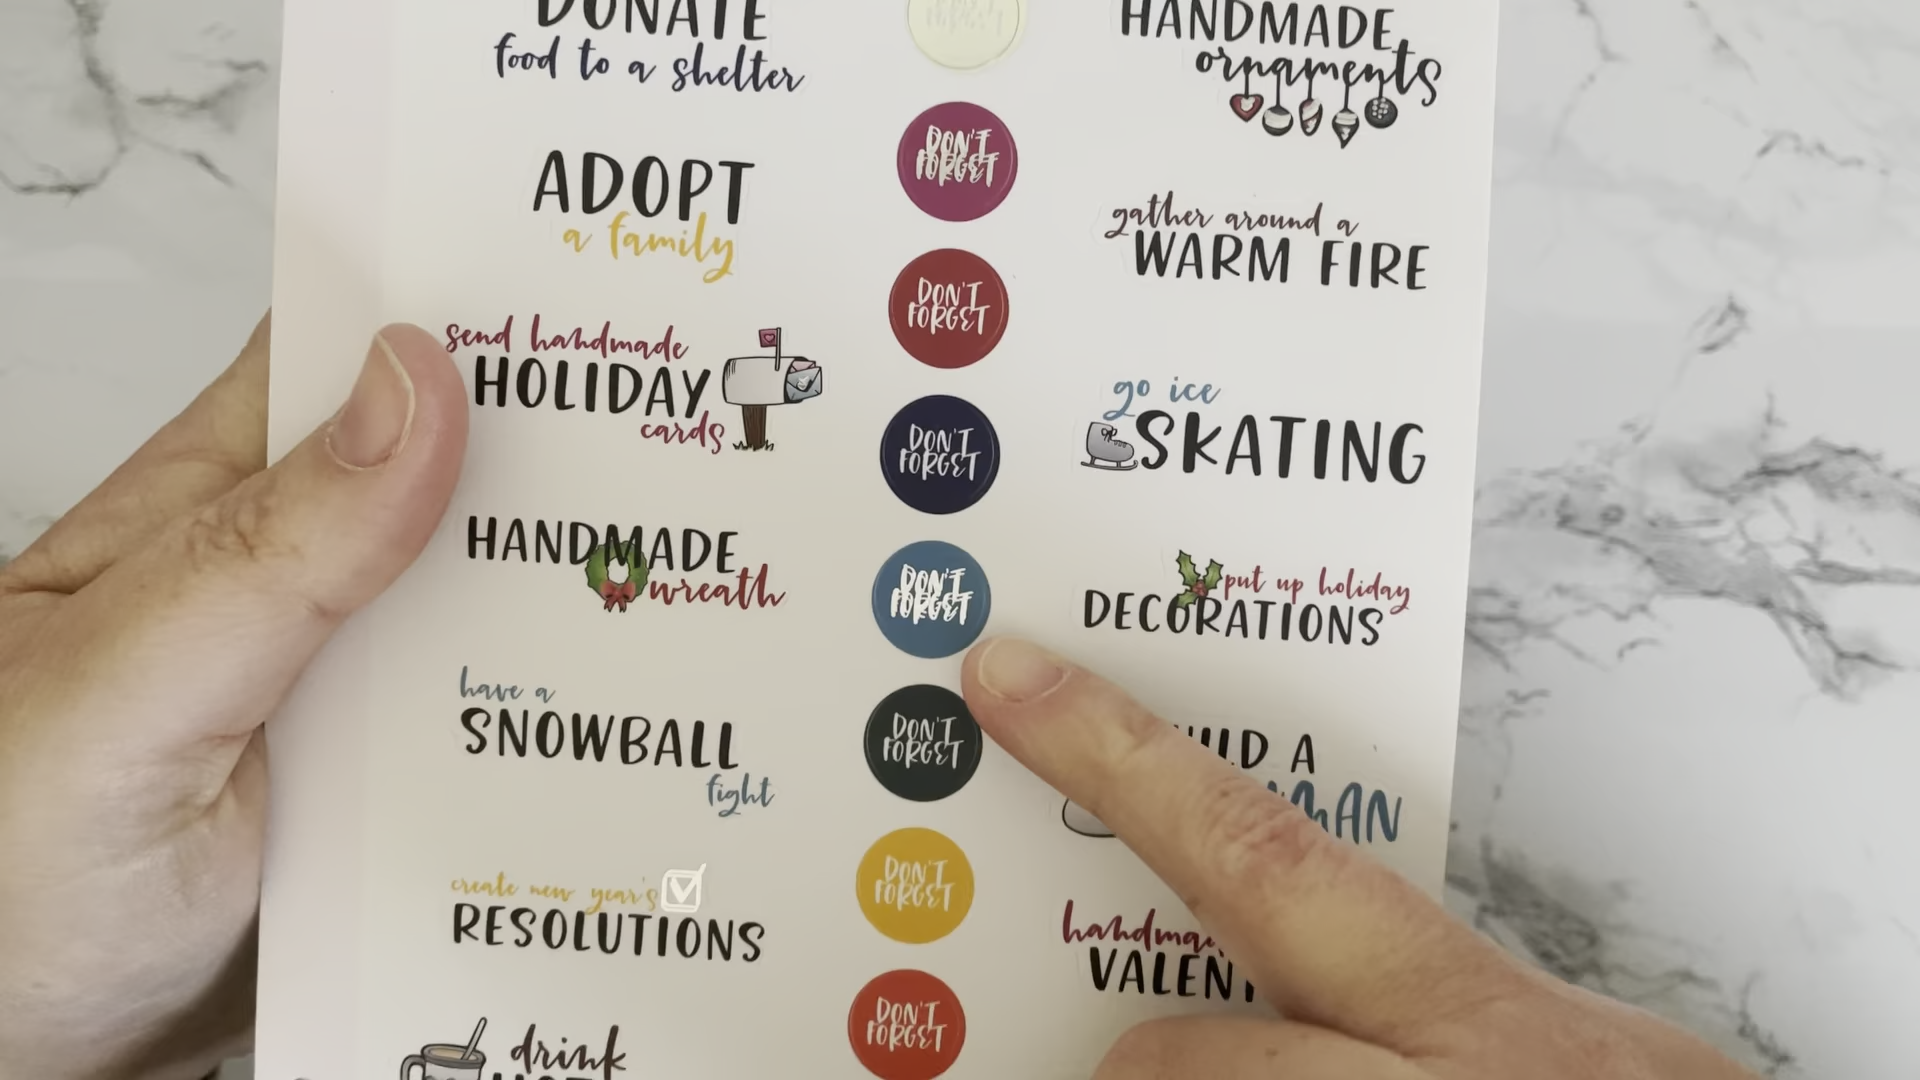 DONATE
food to a shelter
ADOPT
a family
send handmade
HOLIDAY
cards
HANDMADE
wreath
have a
SNOWBALL
fight
create new year's
RESOLUTIONS
drink
DON'T
FORGET
DON'T
FORGET
DON'T
FORGET
DON'T
FORGET
DON'T
FORGET
DON'T
FORGET
DON'T
FORGET
HANDMADE
ornaments
gather around a
WARM FIRE
go ice
SKATING
put up holiday
DECORATIONS
A